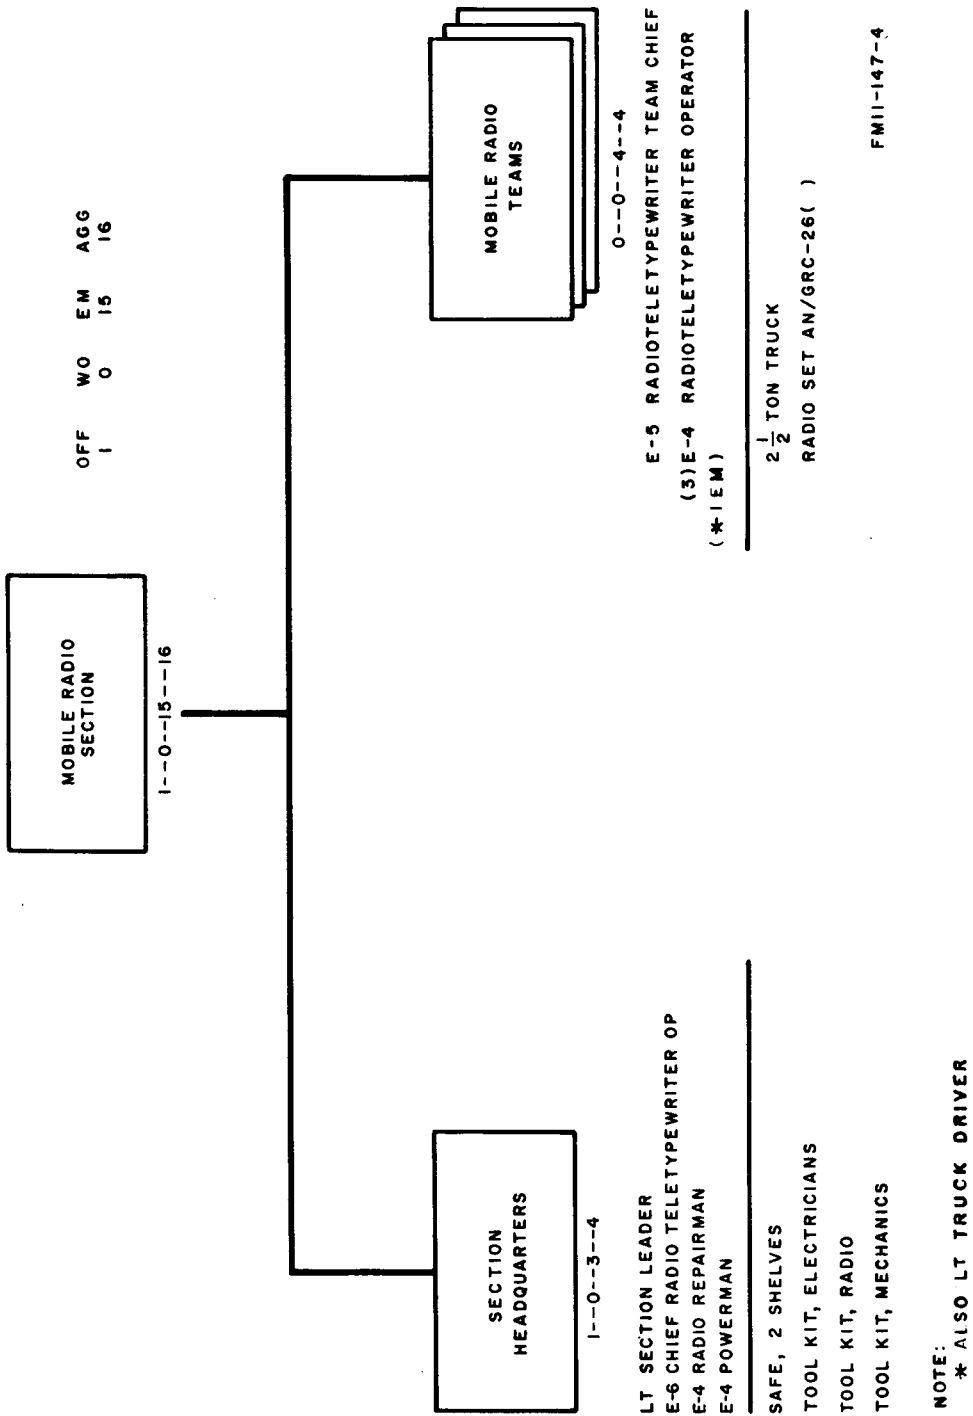 MOBILE RADIO
SECTION
1--0--15--16
OFF WO EM AGG
1 0 15 16
SECTION
HEADQUARTERS
1--0--3--4
LT SECTION LEADER
E-6 CHIEF RADIO TELETYPEWRITER OP
E-4 RADIO REPAIRMAN
E-4 POWERMAN
SAFE, 2 SHELVES
TOOL KIT, ELECTRICIANS
TOOL KIT, RADIO
TOOL KIT, MECHANICS
NOTE:
* ALSO LT TRUCK DRIVER
MOBILE RADIO
TEAMS
0--0--4--4
E-5 RADIOTELETYPEWRITER TEAM CHIEF
(3)E-4 RADIOTELETYPEWRITER OPERATOR
(*1EM)
2 1/2 TON TRUCK
RADIO SET AN/GRC-26( )
FM11-147-4